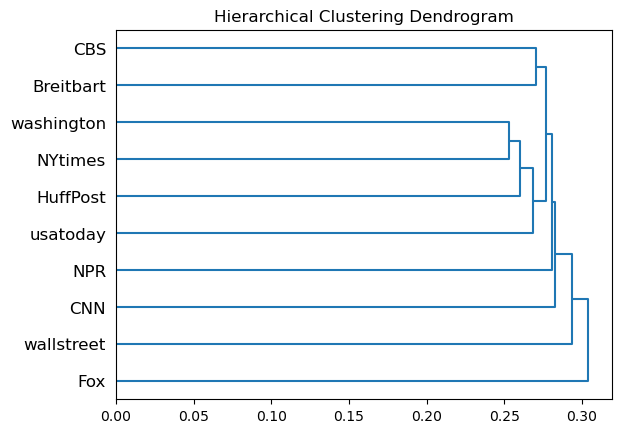 Hierarchical Clustering Dendrogram
CBS
Breitbart
washington
NYtimes
HuffPost
usatoday
NPR
CNN
wallstreet
Fox
0.00 0.05 0.10 0.15 0.20 0.25 0.30